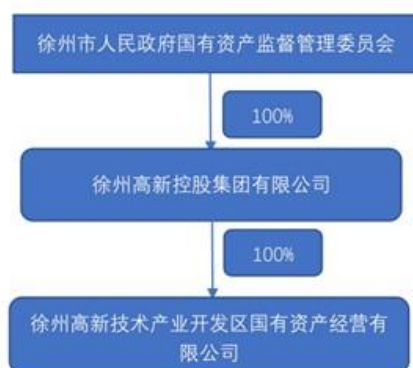 徐州市人民政府国有资产监督管理委员会
100%
徐州高新控股集团有限公司
100%
徐州高新技术产业开发区国有资产经营有
限公司